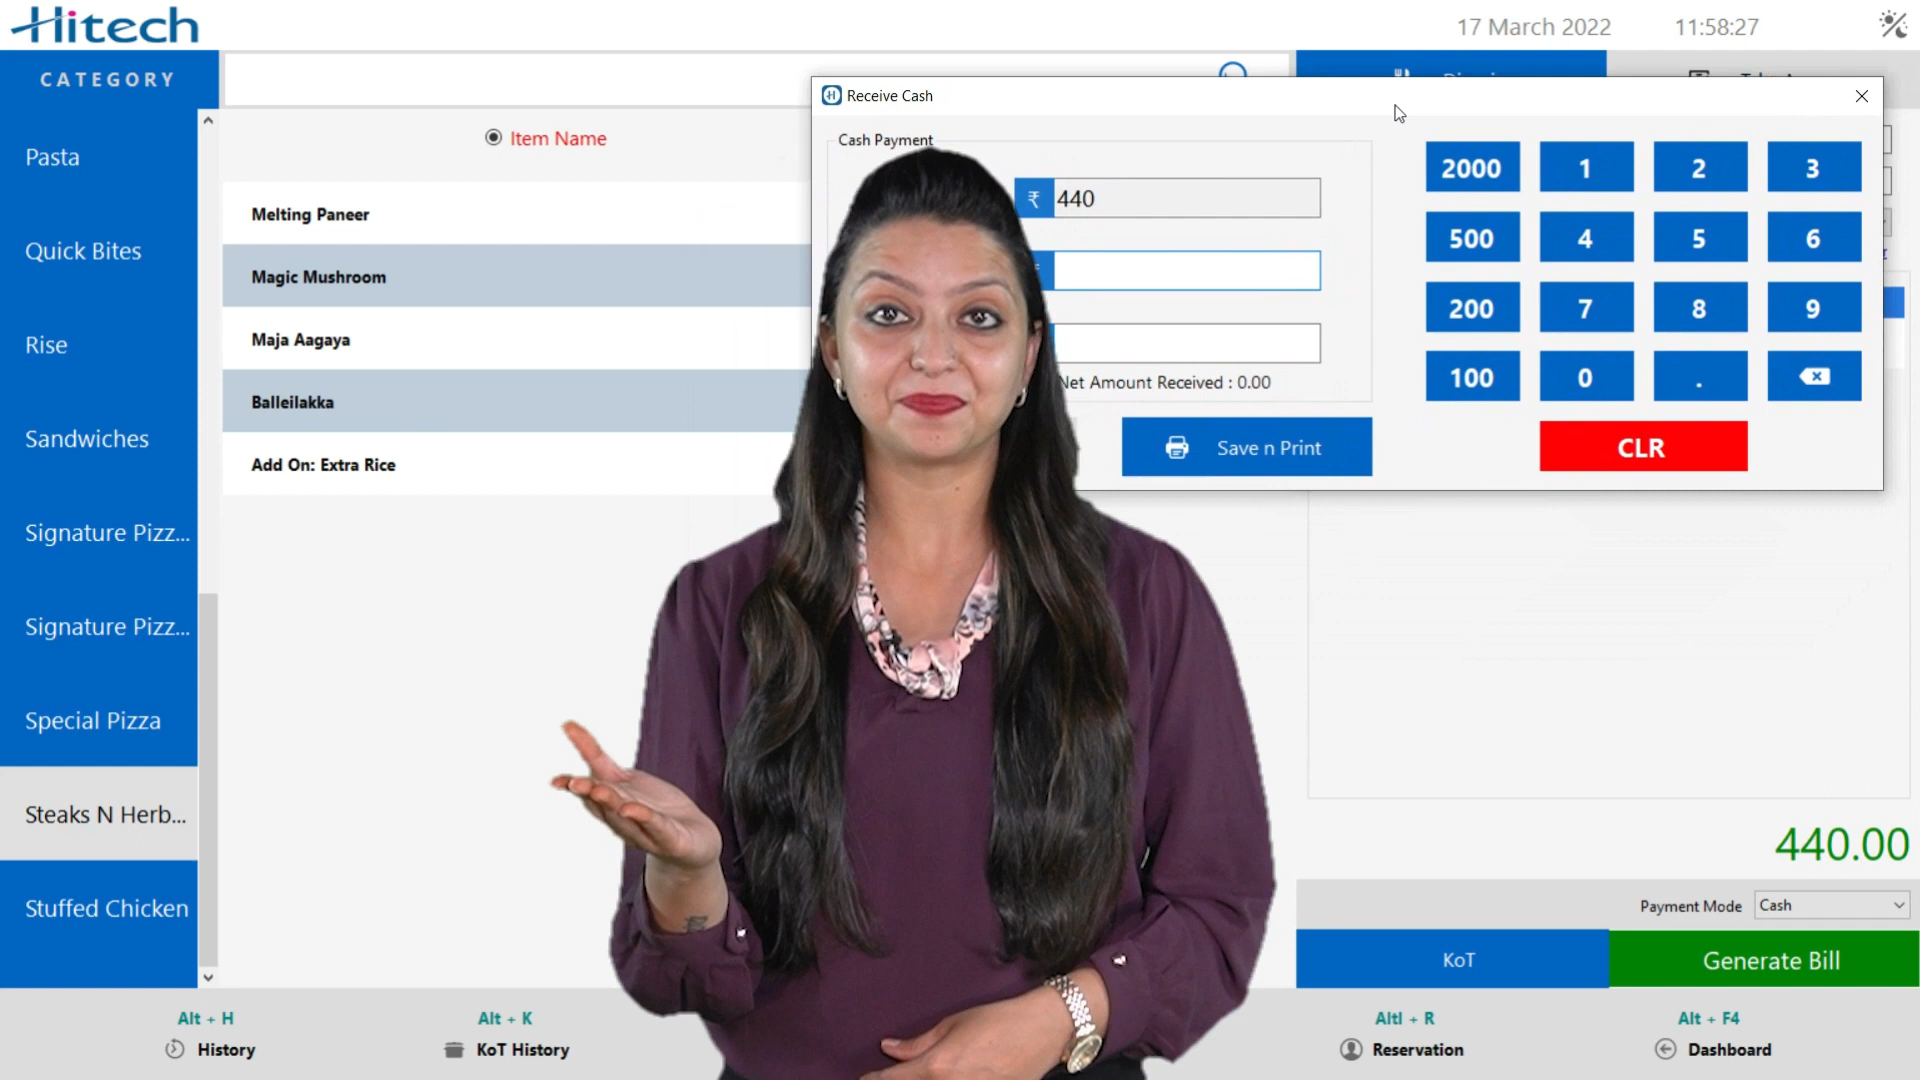 Hitech
17 March 2022
11:58:27
CATEGORY
Pasta
Quick Bites
Rise
Sandwiches
Signature Pizz...
Signature Pizz...
Special Pizza
Steaks N Herb...
Stuffed Chicken
Item Name
Melting Paneer
Magic Mushroom
Maja Aagaya
Balleilakka
Add On: Extra Rice
Receive Cash
Cash Payment
₹ 440
Net Amount Received : 0.00
Save n Print
2000 1 2 3
500 4 5 6
200 7 8 9
100 0 .
CLR
440.00
Payment Mode Cash
KoT
Generate Bill
Alt + H
History
Alt + K
KoT History
Altl + R
Reservation
Alt + F4
Dashboard